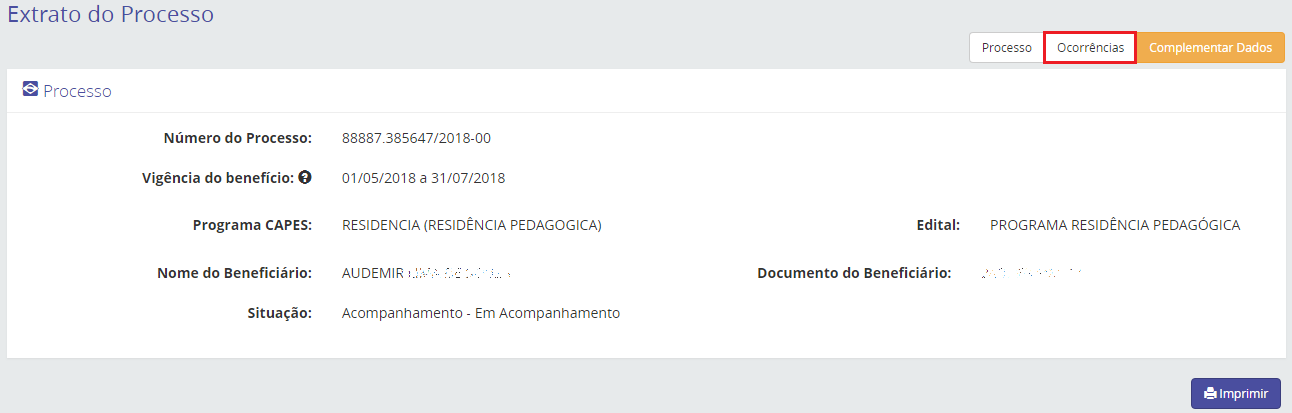 Extrato do Processo
Processo Ocorrências Complementar Dados
Processo
Número do Processo: 88887.385647/2018-00
Vigência do benefício: 01/05/2018 a 31/07/2018
Programa CAPES: RESIDENCIA (RESIDÊNCIA PEDAGOGICA) Edital: PROGRAMA RESIDÊNCIA PEDAGÓGICA
Nome do Beneficiário: AUDEMIR Documento do Beneficiário:
Situação: Acompanhamento - Em Acompanhamento
Imprimir